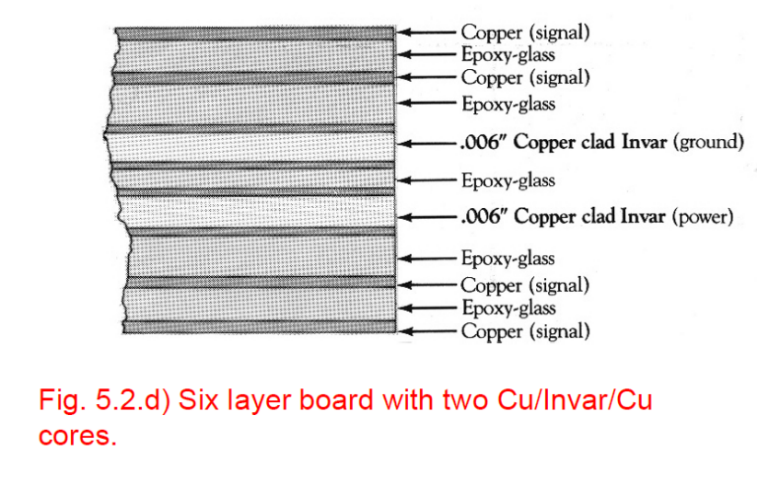 Copper (signal)
Epoxy-glass
Copper (signal)
Epoxy-glass
.006" Copper clad Invar (ground)
Epoxy-glass
.006" Copper clad Invar (power)
Epoxy-glass
Copper (signal)
Epoxy-glass
Copper (signal)
Fig. 5.2.d) Six layer board with two Cu/Invar/Cu
cores.